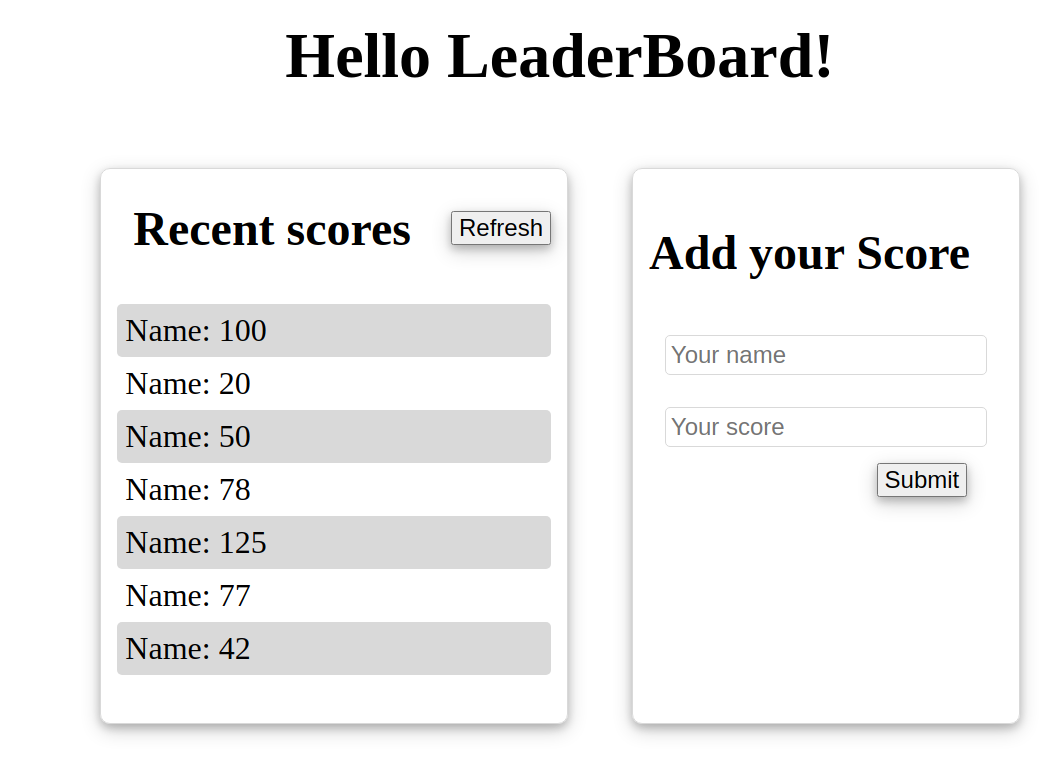 Hello LeaderBoard!
Recent scores
Refresh
Name: 100
Name: 20
Name: 50
Name: 78
Name: 125
Name: 77
Name: 42
Add your Score
Your name
Your score
Submit